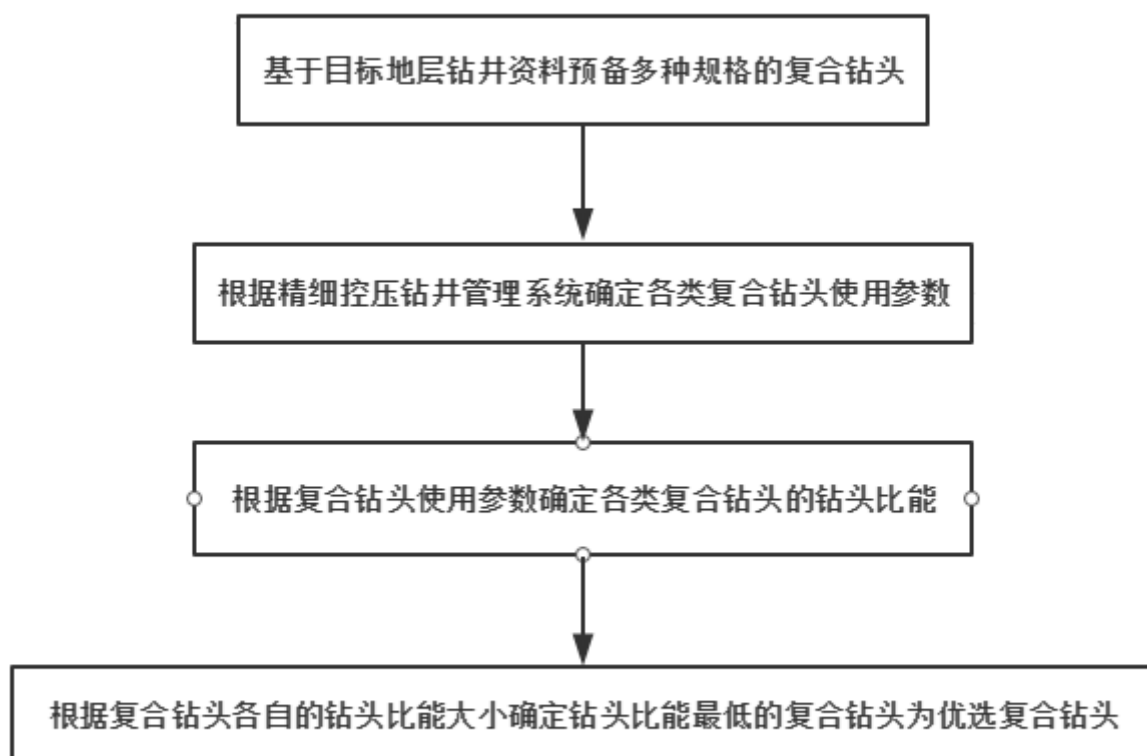 基于目标地层钻井资料预备多种规格的复合钻头
根据精细控压钻井管理系统确定各类复合钻头使用参数
根据复合钻头使用参数确定各类复合钻头的钻头比能
根据复合钻头各自的钻头比能大小确定钻头比能最低的复合钻头为优选复合钻头